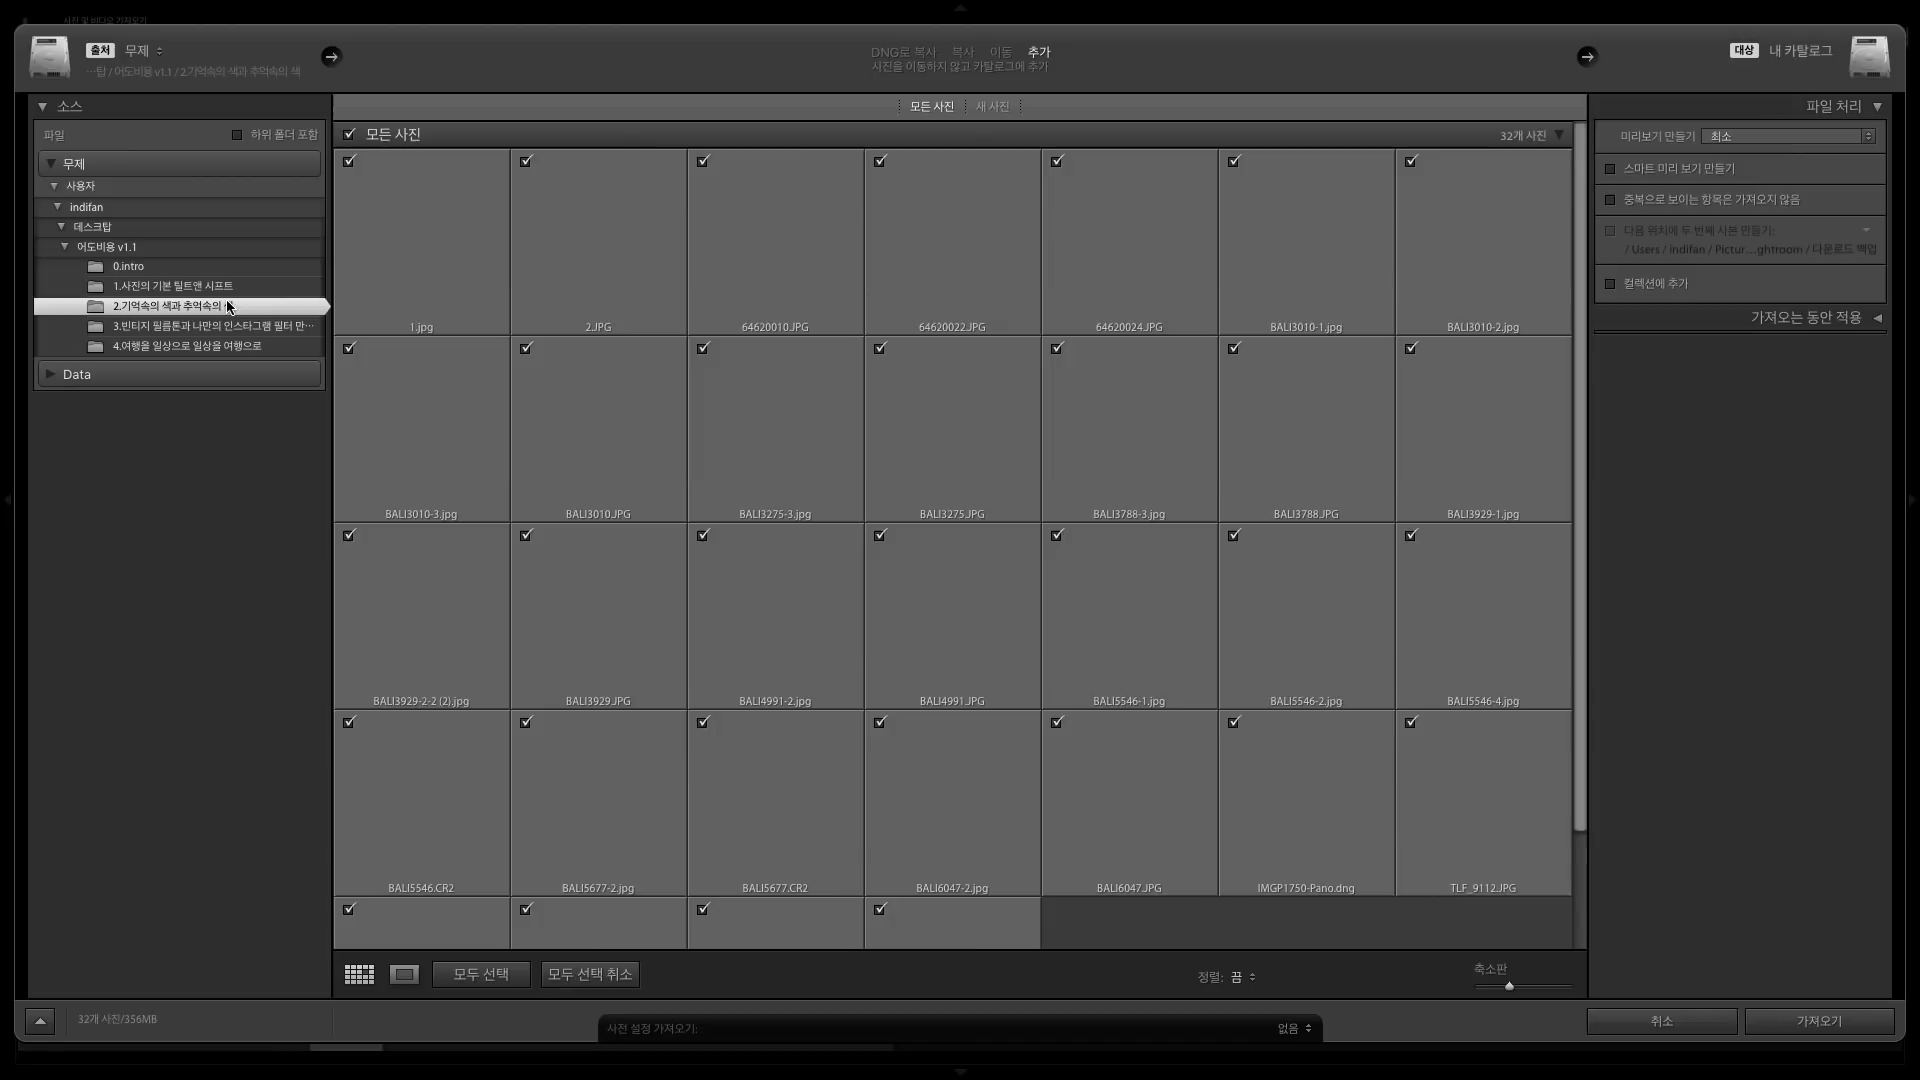 사진 및 비디오 가져오기
출처 무제
…탑 / 어도비용 v1.1 / 2.기억속의 색과 추억속의 색
DNG로 복사 복사 이동 추가
사진을 이동하지 않고 카탈로그에 추가
대상 내 카탈로그
소스
파일 하위 폴더 포함
무제
사용자
indifan
데스크탑
어도비용 v1.1
0.intro
1.사진의 기본 틸트앤 시프트
2.기억속의 색과 추억속의
3.빈티지 필름톤과 나만의 인스타그램 필터 만…
4.여행을 일상으로 일상을 여행으로
Data
모든 사진 새 사진
모든 사진 32개 사진
1.jpg 2.JPG 64620010.JPG 64620022.JPG 64620024.JPG BALI3010-1.jpg BALI3010-2.jpg
BALI3010-3.jpg BALI3010.JPG BALI3275-3.jpg BALI3275.JPG BALI3788-3.jpg BALI3788.JPG BALI3929-1.jpg
BALI3929-2-2 (2).jpg BALI3929.JPG BALI4991-2.jpg BALI4991.JPG BALI5546-1.jpg BALI5546-2.jpg BALI5546-4.jpg
BALI5546.CR2 BALI5677-2.jpg BALI5677.CR2 BALI6047-2.jpg BALI6047.JPG IMGP1750-Pano.dng TLF_9112.JPG
모두 선택 모두 선택 취소 정렬: 끔 축소판
파일 처리
미리보기 만들기 최소
스마트 미리 보기 만들기
중복으로 보이는 항목은 가져오지 않음
다음 위치에 두 번째 사본 만들기:
/ Users / indifan / Pictur...ghtroom / 다운로드 백업
컬렉션에 추가
가져오는 동안 적용
32개 사진/356MB
사전 설정 가져오기: 없음
취소 가져오기